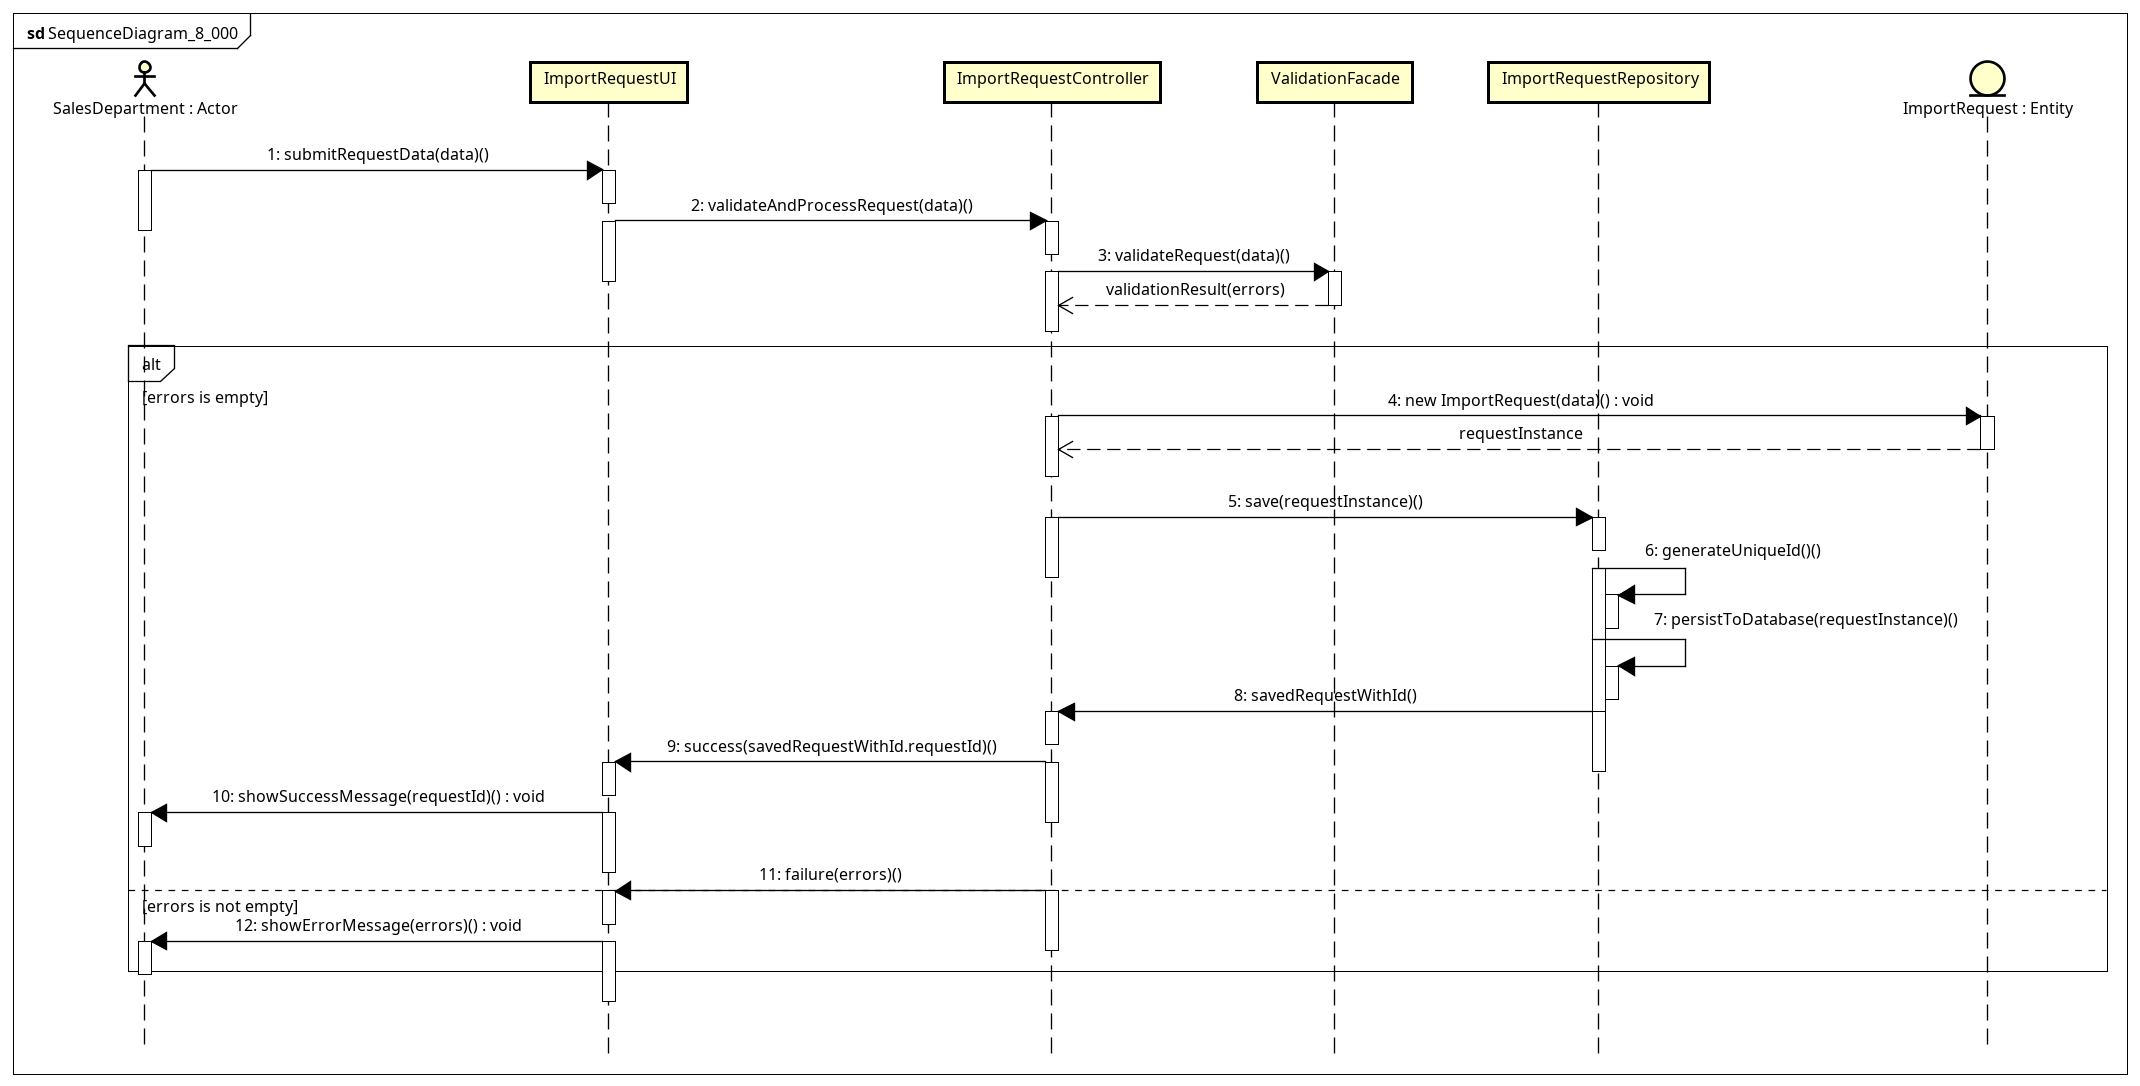 sd SequenceDiagram_8_000
SalesDepartment : Actor
ImportRequestUI
ImportRequestController
ValidationFacade
ImportRequestRepository
ImportRequest : Entity
1: submitRequestData(data)()
2: validateAndProcessRequest(data)()
3: validateRequest(data)()
validationResult(errors)
alt
[errors is empty]
4: new ImportRequest(data)() : void
requestInstance
5: save(requestInstance)()
6: generateUniqueId()()
7: persistToDatabase(requestInstance)()
8: savedRequestWithId()
9: success(savedRequestWithId.requestId)()
10: showSuccessMessage(requestId)() : void
11: failure(errors)()
[errors is not empty]
12: showErrorMessage(errors)() : void